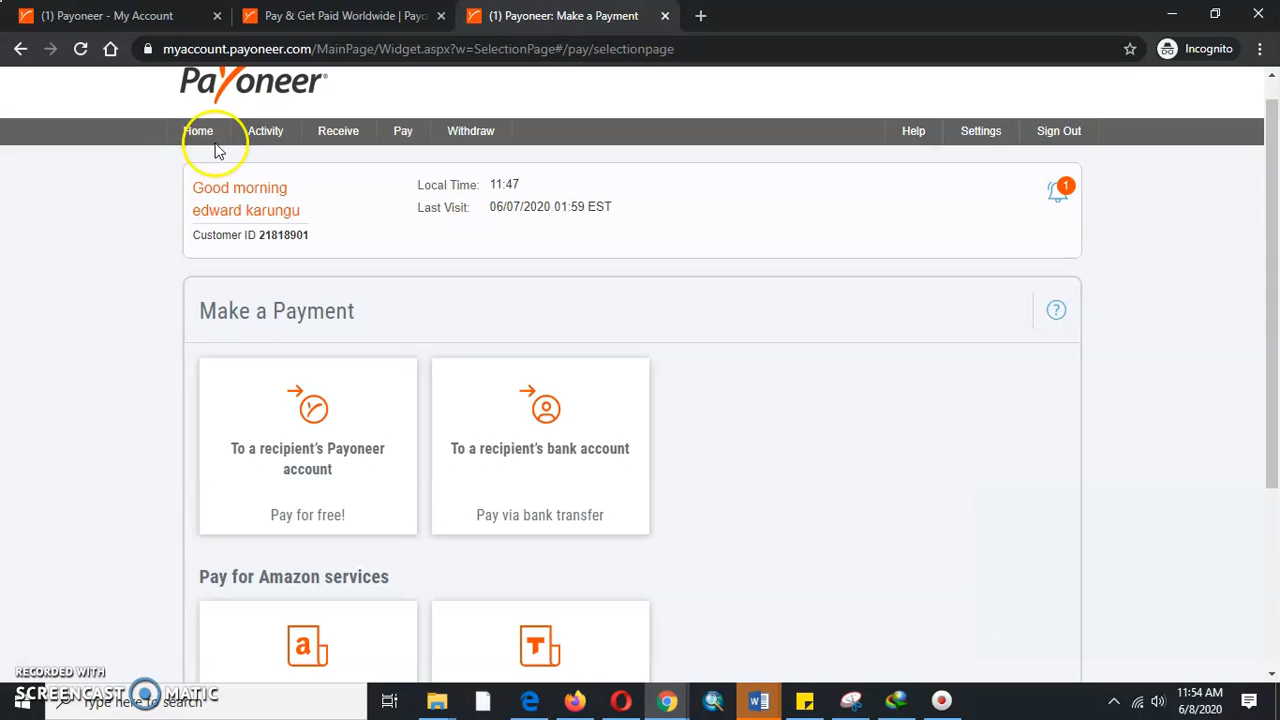 (1) Payoneer - My Account
Pay & Get Paid Worldwide | Payo
(1) Payoneer: Make a Payment
myaccount.payoneer.com/MainPage/Widget.aspx?w=SelectionPage#/pay/selectionpage
Incognito
Payoneer®
Home
Activity
Receive
Pay
Withdraw
Help
Settings
Sign Out
Good morning
edward karungu
Customer ID 21818901
Local Time: 11:47
Last Visit: 06/07/2020 01:59 EST
1
Make a Payment
?
To a recipient's Payoneer
account
Pay for free!
To a recipient's bank account
Pay via bank transfer
Pay for Amazon services
a
T
RECORDED WITH
SCREENCAST MATIC
Type here to search
11:54 AM
6/8/2020